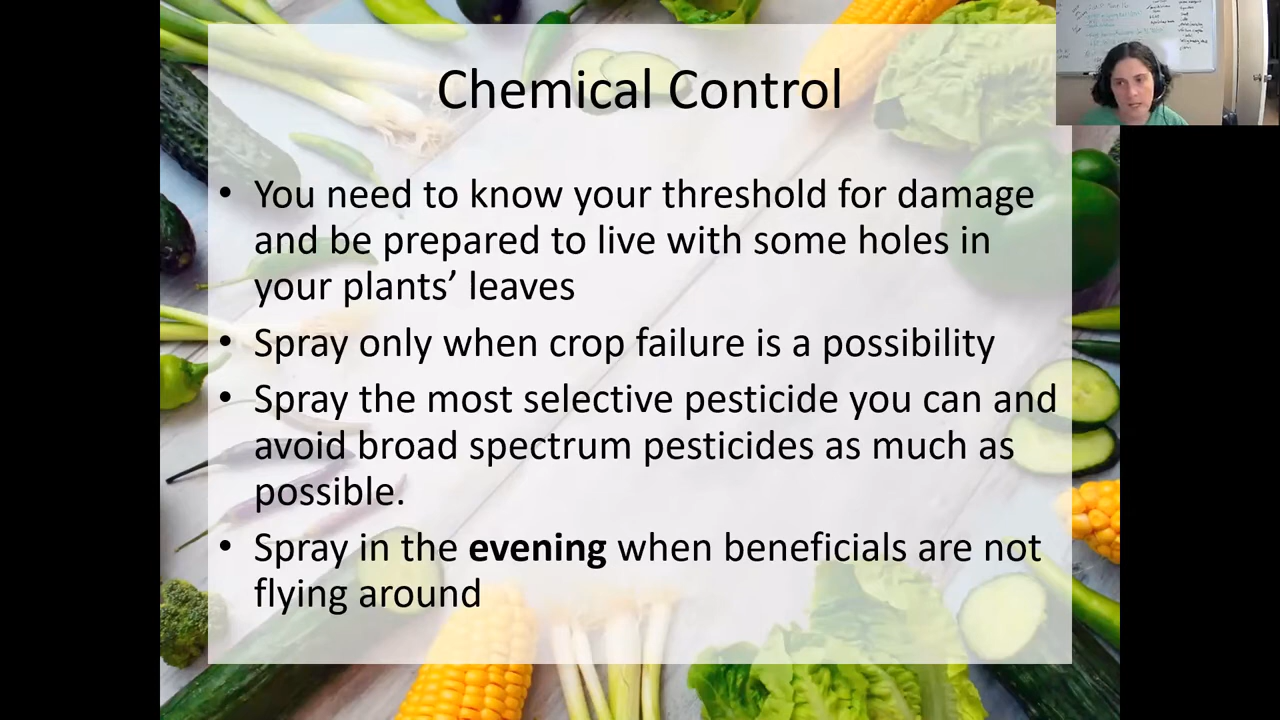 Chemical Control
• You need to know your threshold for damage
and be prepared to live with some holes in
your plants’ leaves
• Spray only when crop failure is a possibility
• Spray the most selective pesticide you can and
avoid broad spectrum pesticides as much as
possible.
• Spray in the evening when beneficials are not
flying around